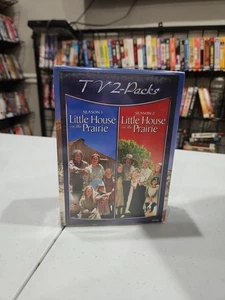 TV 2-Packs
SEASON 1
Little House
on the
Prairie
SEASON 2
Little House
on the
Prairie